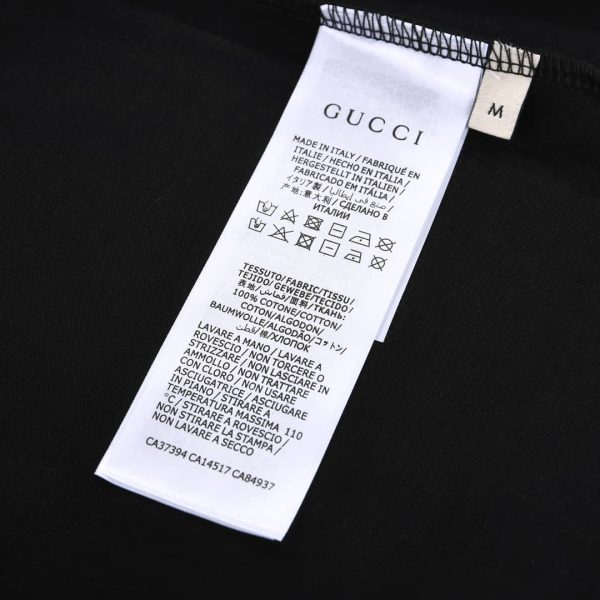 GUCCI
MADE IN ITALY / FABRIQUÉ EN
ITALIE / HECHO EN ITALIA /
HERGESTELLT IN ITALIEN /
FABRICADO EM ITÁLIA /
イタリア製 / صنع في إيطاليا /
产地:意大利 / СДЕЛАНО В
ИТАЛИИ
TESSUTO/FABRIC/TISSU/
TEJIDO/GEWEBE/TECIDO/
表地/قماش/面料/ТКАНЬ:
100% COTONE/COTTON/
COTON/ALGODON/
BAUMWOLLE/ALGODÃO/コットン/
قطن/棉/ХЛОПОК
LAVARE A MANO / LAVARE A
ROVESCIO / NON TORCERE O
STRIZZARE / NON LASCIARE IN
AMMOLLO / NON TRATTARE
CON CLORO / NON USARE
ASCIUGATRICE / ASCIUGARE
IN PIANO / STIRARE A
TEMPERATURA MASSIMA 110
°C / STIRARE A ROVESCIO /
NON STIRARE LA STAMPA /
NON LAVARE A SECCO
CA37394 CA14517 CA84937
M